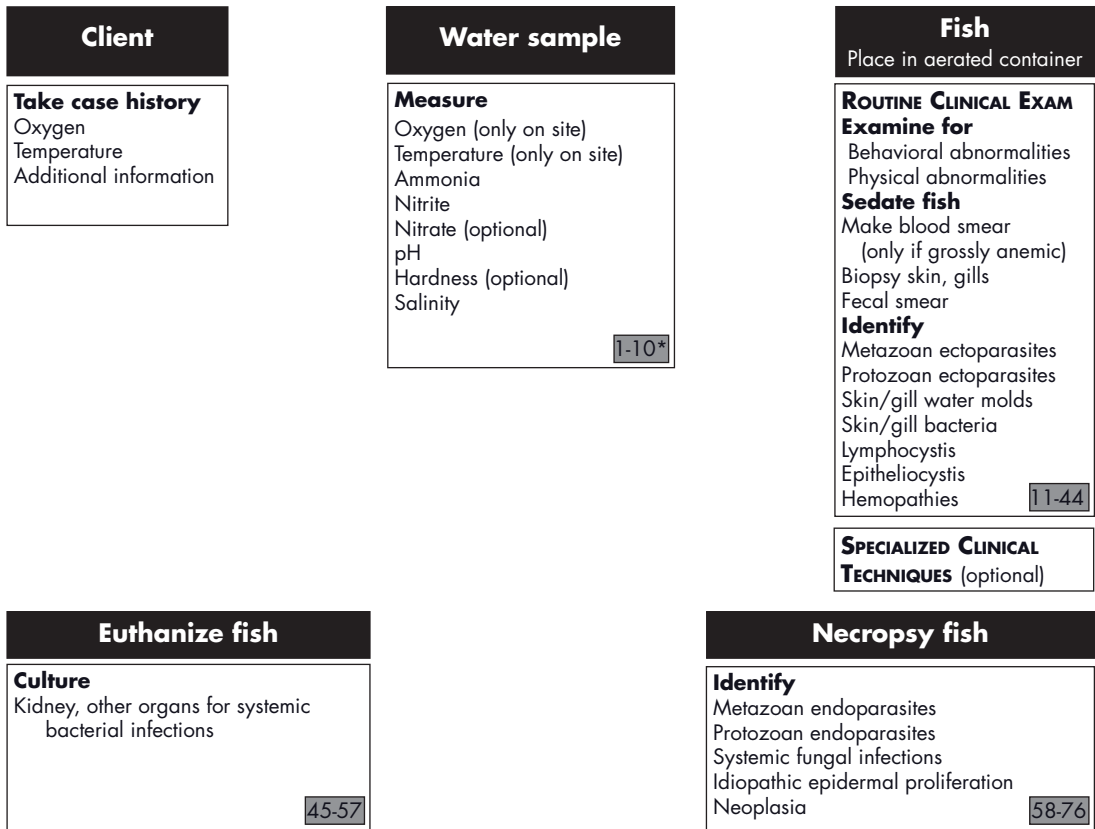 Client
Take case history
Oxygen
Temperature
Additional information
Water sample
Measure
Oxygen (only on site)
Temperature (only on site)
Ammonia
Nitrite
Nitrate (optional)
pH
Hardness (optional)
Salinity
1-10*
Fish
Place in aerated container
ROUTINE CLINICAL EXAM
Examine for
Behavioral abnormalities
Physical abnormalities
Sedate fish
Make blood smear
(only if grossly anemic)
Biopsy skin, gills
Fecal smear
Identify
Metazoan ectoparasites
Protozoan ectoparasites
Skin/gill water molds
Skin/gill bacteria
Lymphocystis
Epitheliocystis
Hemopathies 11-44
SPECIALIZED CLINICAL
TECHNIQUES (optional)
Euthanize fish
Culture
Kidney, other organs for systemic
bacterial infections
45-57
Necropsy fish
Identify
Metazoan endoparasites
Protozoan endoparasites
Systemic fungal infections
Idiopathic epidermal proliferation
Neoplasia 58-76